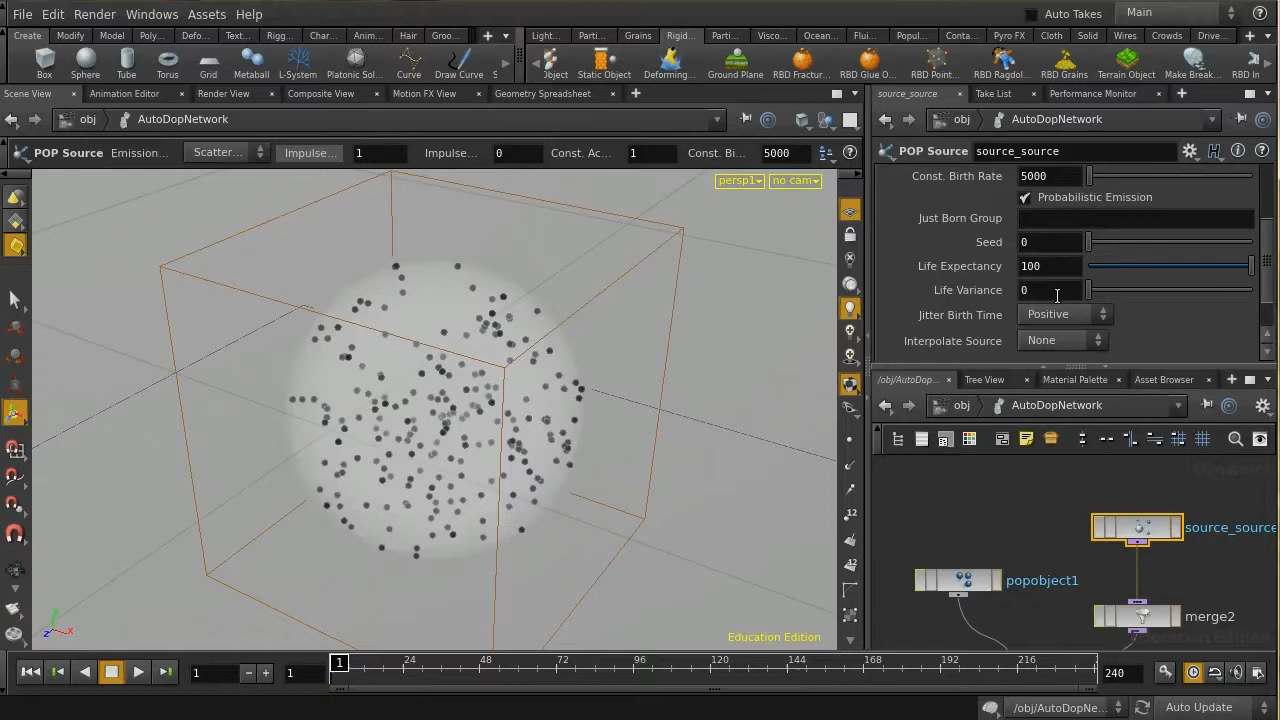 File Edit Render Windows Assets Help Auto Takes Main
Create Modify Model Poly... Defo... Text... Rigg... Char... Anim... Hair Groo... Light... Parti... Grains Rigid... Parti... Visco... Ocean... Flui... Popul... Conta... Pyro FX Cloth Solid Wires Crowds Drive...
Box Sphere Tube Torus Grid Metaball L-System Platonic Sol... Curve Draw Curve S Object Static Object Deforming... Ground Plane RBD Fractur... RBD Glue O... RBD Point... RBD Ragdol... RBD Grains Terrain Object Make Break... RBD In
Scene View Animation Editor Render View Composite View Motion FX View Geometry Spreadsheet source_source Take List Performance Monitor
obj AutoDopNetwork obj AutoDopNetwork
POP Source Emission... Scatter... Impulse... 1 Impulse... 0 Const. Ac... 1 Const. Bi... 5000 POP Source source_source
persp1 no cam
Const. Birth Rate 5000
Probabilistic Emission
Just Born Group
Seed 0
Life Expectancy 100
Life Variance 0
Jitter Birth Time Positive
Interpolate Source None
/obj/AutoDop... Tree View Material Palette Asset Browser
obj AutoDopNetwork
12
12
source_source
popobject1
merge2
z x
Education Edition
1 1 1 24 48 72 96 120 144 168 192 216 240
/obj/AutoDopNe... Auto Update